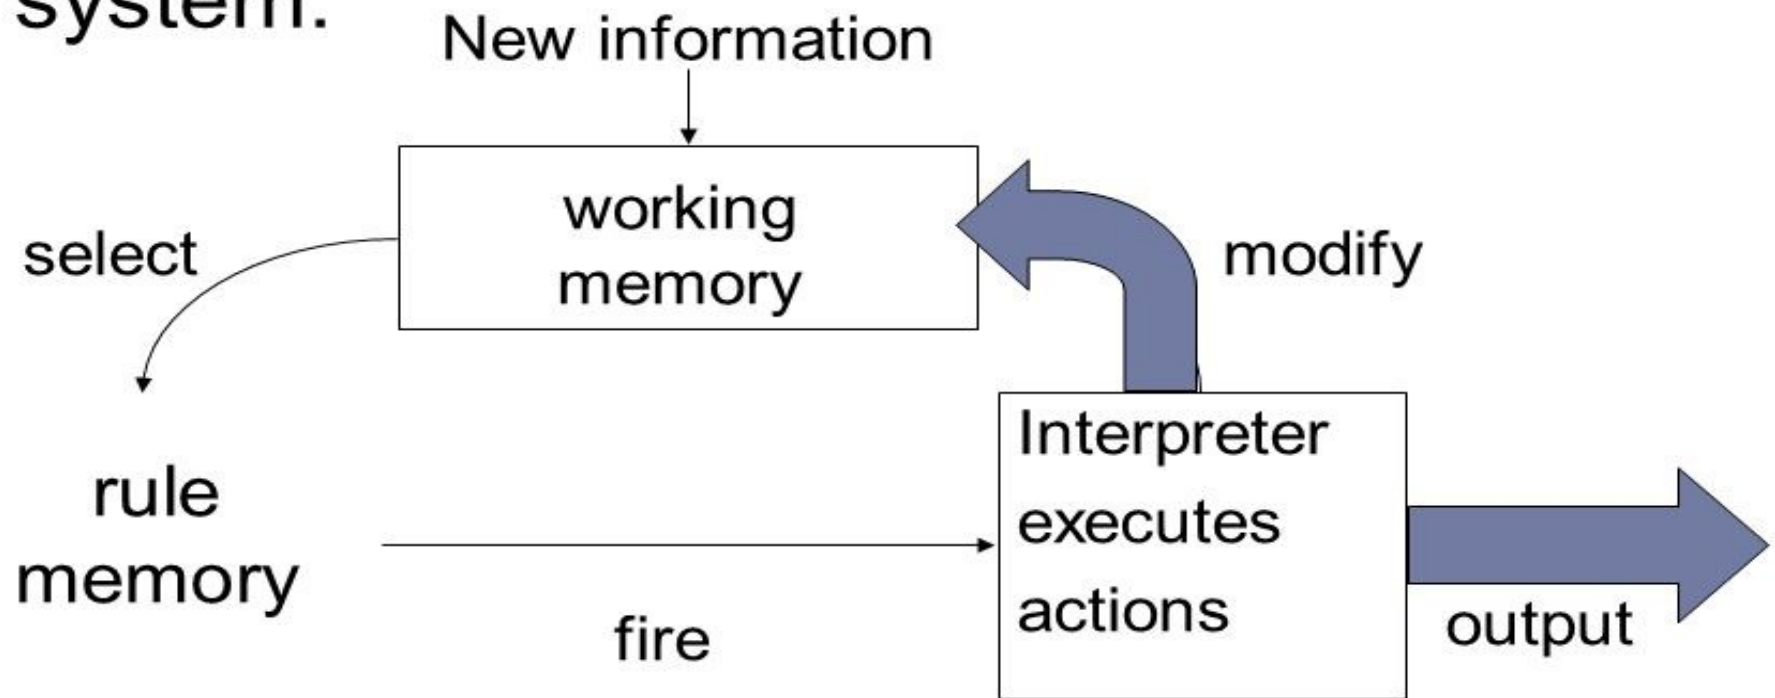 system:
New information
working
memory
select
modify
rule
memory
fire
Interpreter
executes
actions
output